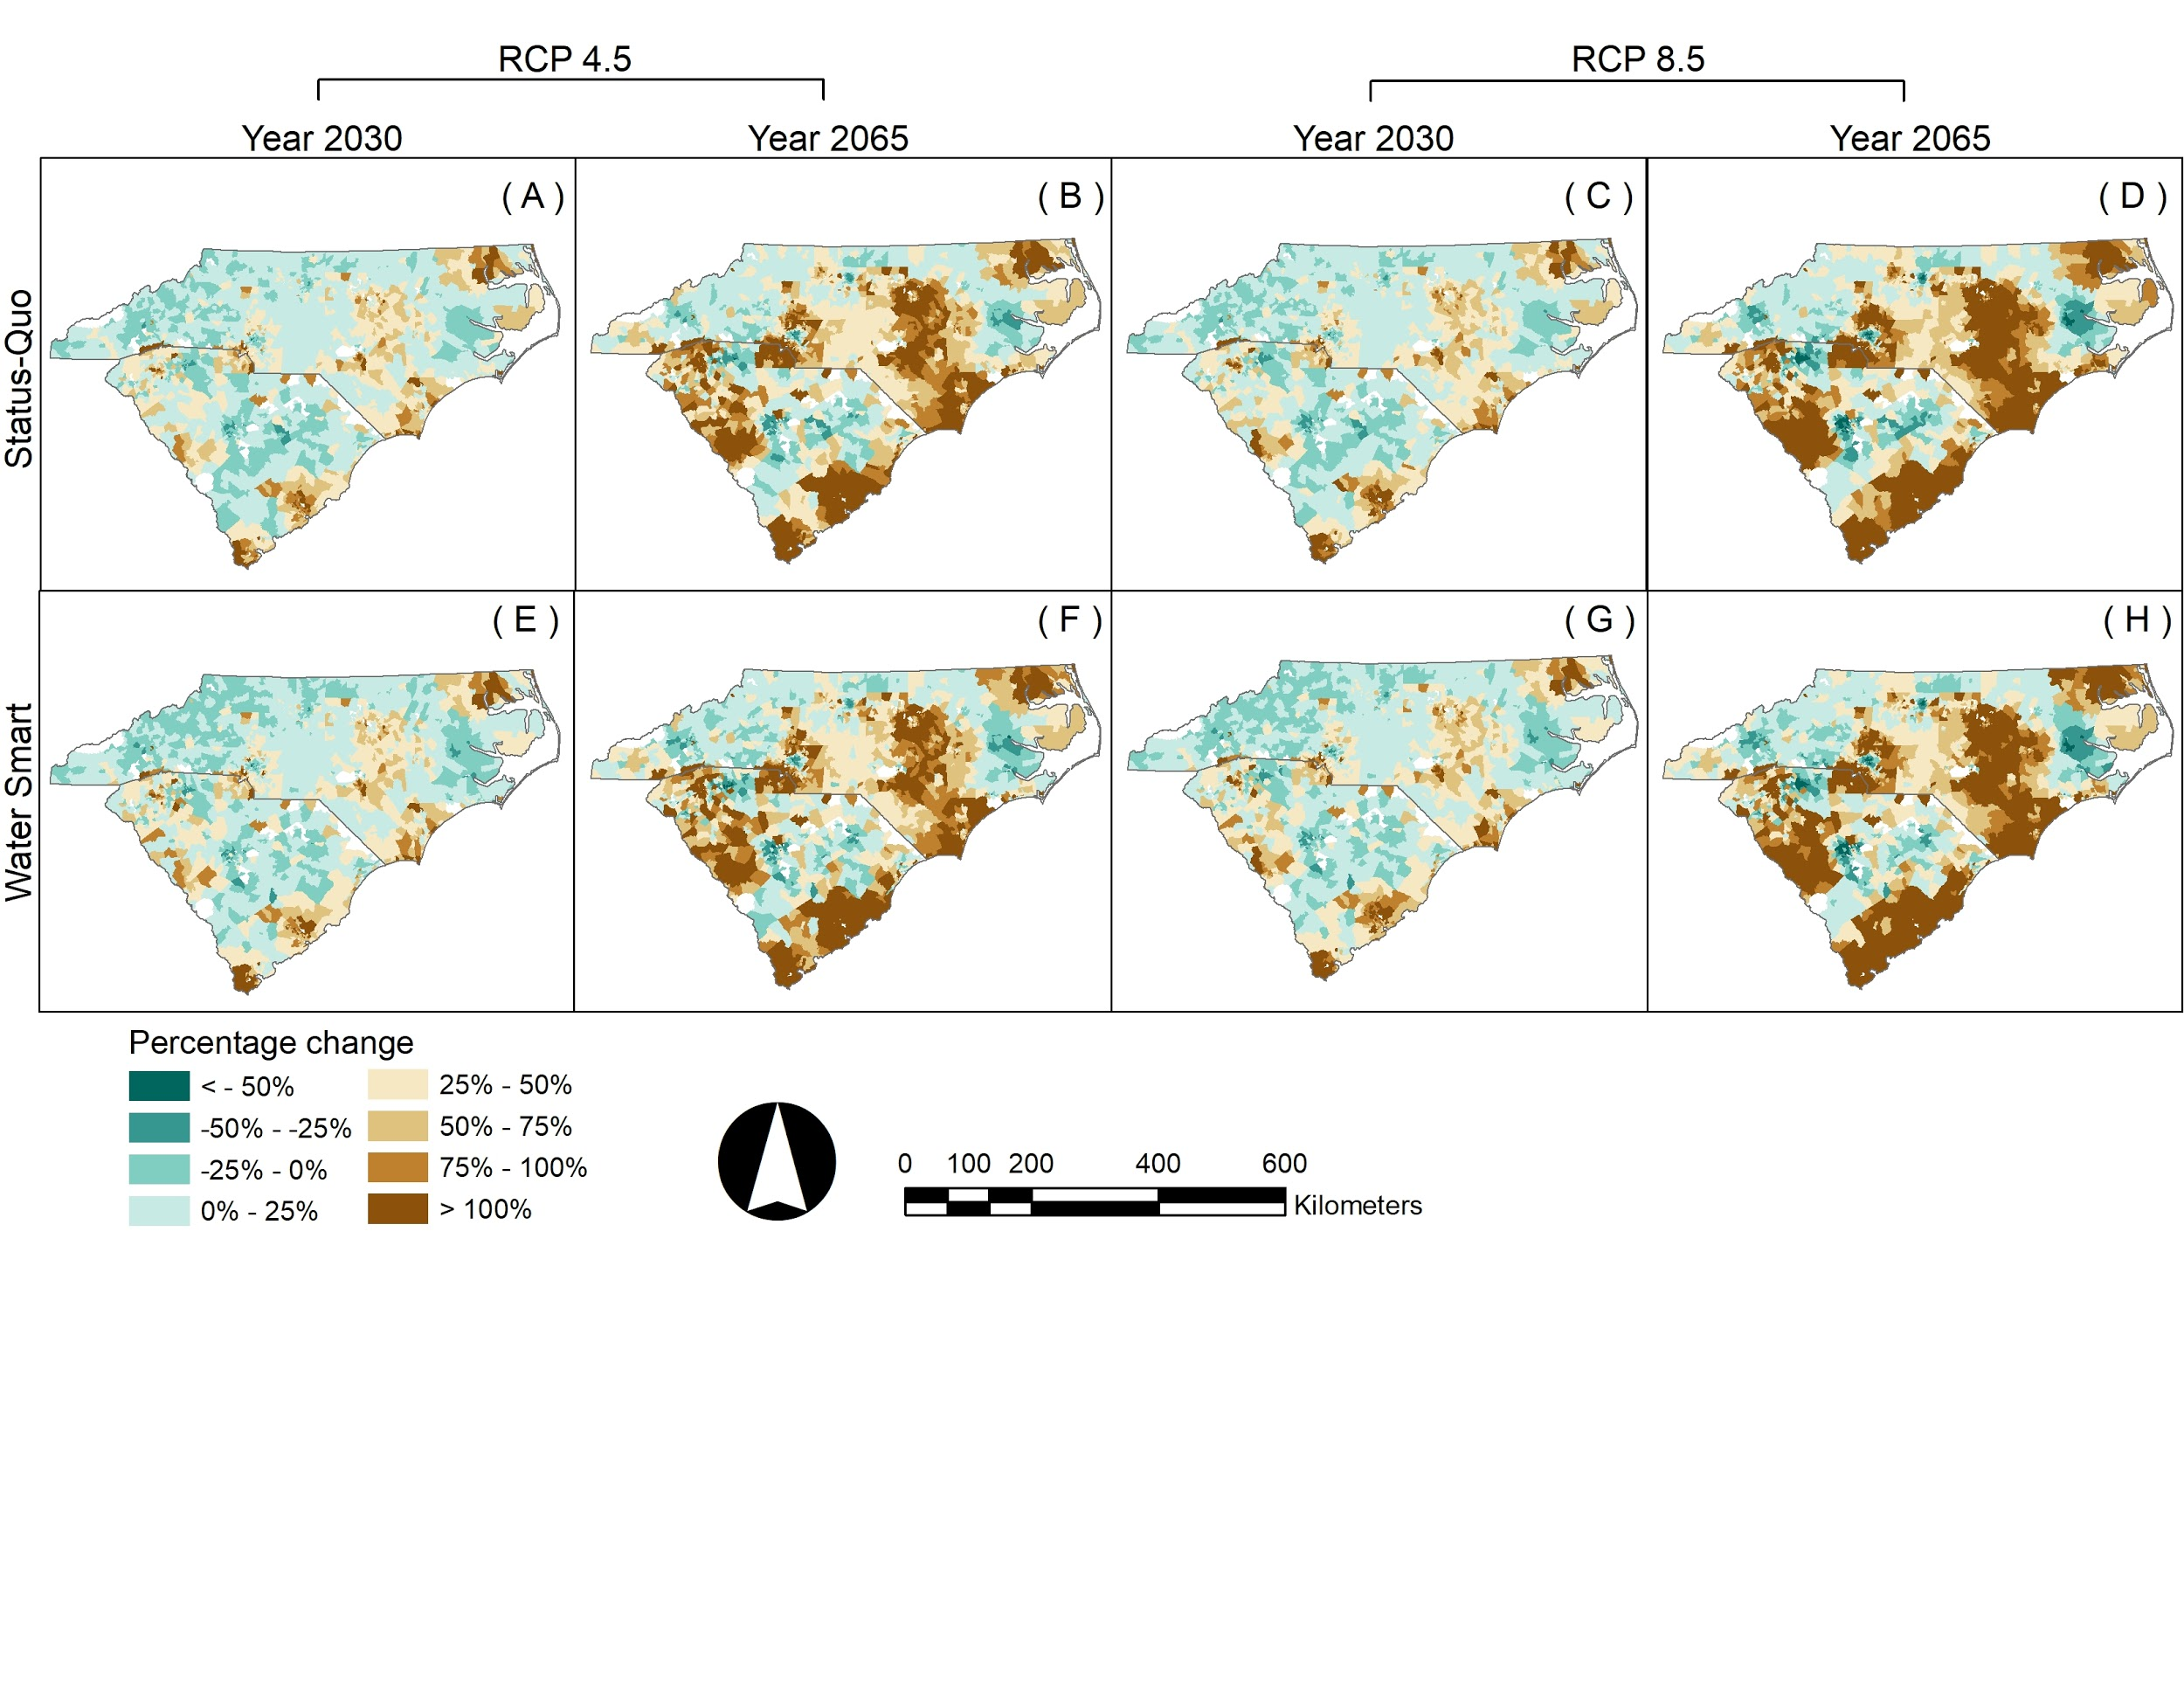 RCP 4.5
RCP 8.5
Year 2030
Year 2065
Year 2030
Year 2065
Status-Quo
( A )
( B )
( C )
( D )
Water Smart
( E )
( F )
( G )
( H )
Percentage change
< - 50%
-50% - -25%
-25% - 0%
0% - 25%
25% - 50%
50% - 75%
75% - 100%
> 100%
0 100 200 400 600
Kilometers